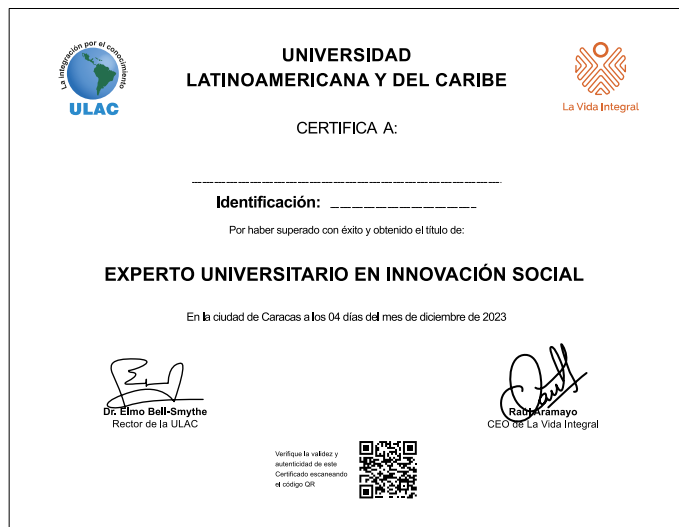 La integración por el conocimiento
ULAC
UNIVERSIDAD
LATINOAMERICANA Y DEL CARIBE
La Vida Integral
CERTIFICA A:
Identificación:
Por haber superado con éxito y obtenido el título de:
EXPERTO UNIVERSITARIO EN INNOVACIÓN SOCIAL
En la ciudad de Caracas a los 04 días del mes de diciembre de 2023
Dr. Elmo Bell-Smythe
Rector de la ULAC
Raúl Aramayo
CEO de La Vida Integral
Verifique la validez y
autenticidad de este
Certificado escaneando
el código QR